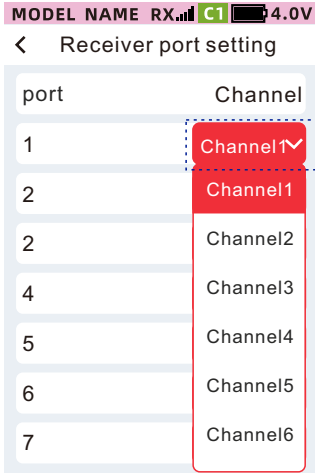 MODEL NAME RX C1 4.0V
Receiver port setting
port Channel
1 Channel1
2 Channel1
2 Channel2
4 Channel3
5 Channel4
6 Channel5
7 Channel6